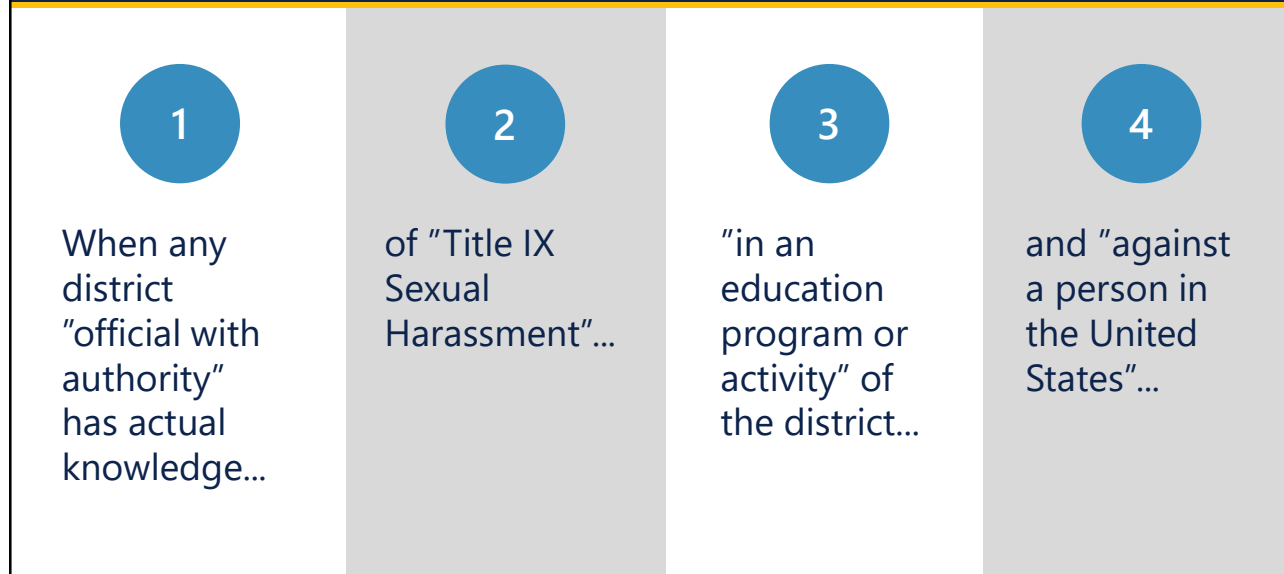 1
When any
district
"official with
authority"
has actual
knowledge...
2
of "Title IX
Sexual
Harassment"...
3
"in an
education
program or
activity" of
the district...
4
and "against
a person in
the United
States"...